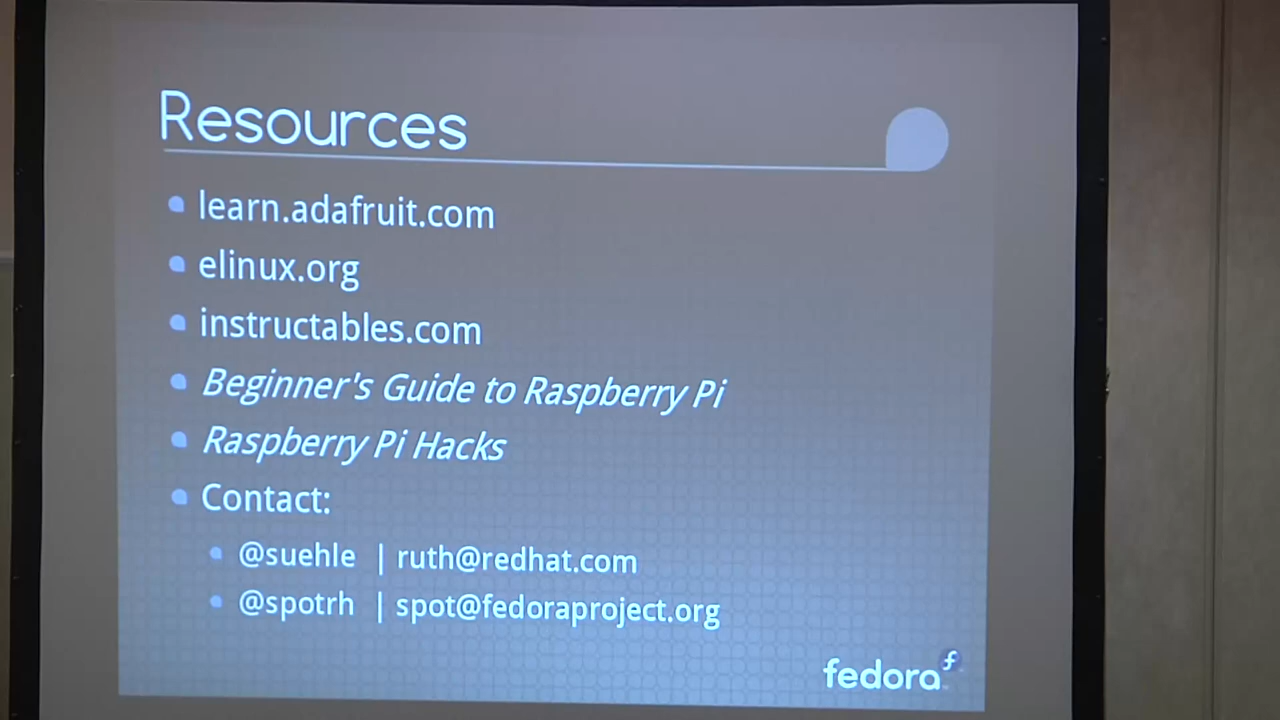 Resources
learn.adafruit.com
elinux.org
instructables.com
Beginner's Guide to Raspberry Pi
Raspberry Pi Hacks
Contact:
@suehle | ruth@redhat.com
@spotrh | spot@fedoraproject.org
fedora